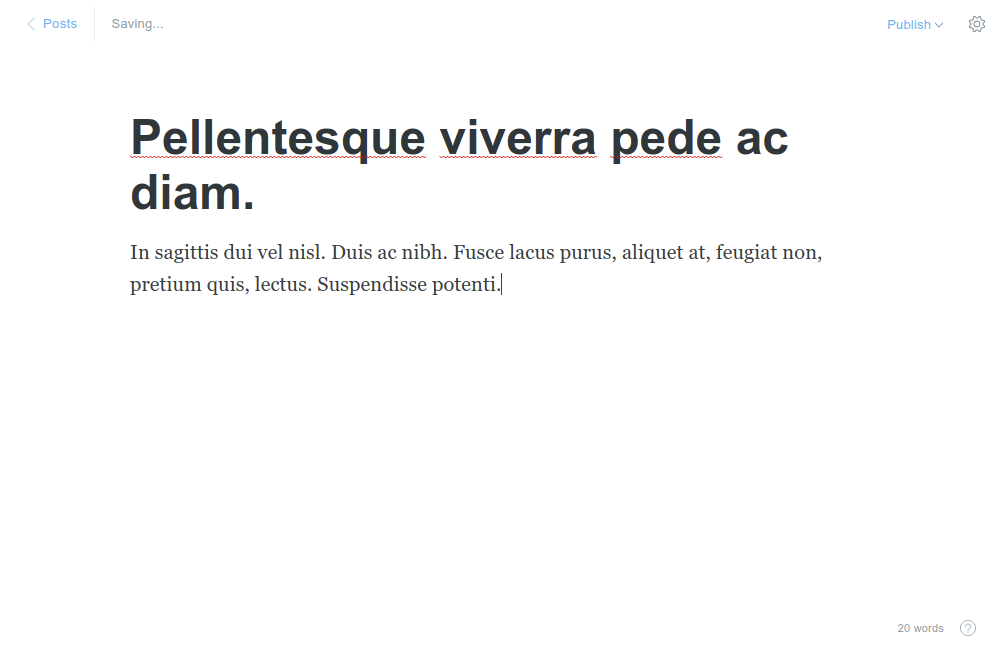 Posts
Saving...
Publish
Pellentesque viverra pede ac
diam.
In sagittis dui vel nisl. Duis ac nibh. Fusce lacus purus, aliquet at, feugiat non,
pretium quis, lectus. Suspendisse potenti.
20 words
?